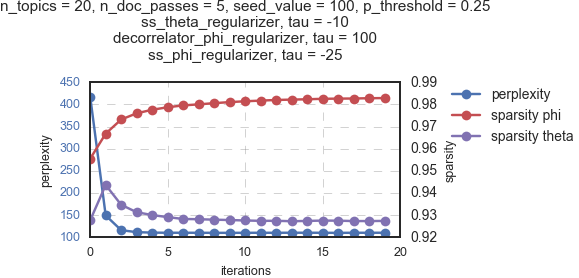 n_topics = 20, n_doc_passes = 5, seed_value = 100, p_threshold = 0.25
ss_theta_regularizer, tau = -10
decorrelator_phi_regularizer, tau = 100
ss_phi_regularizer, tau = -25
450
400
350
300
250
200
150
100
perplexity
0
5
10
15
20
iterations
0.99
0.98
0.97
0.96
0.95
0.94
0.93
0.92
sparsity
perplexity
sparsity phi
sparsity theta